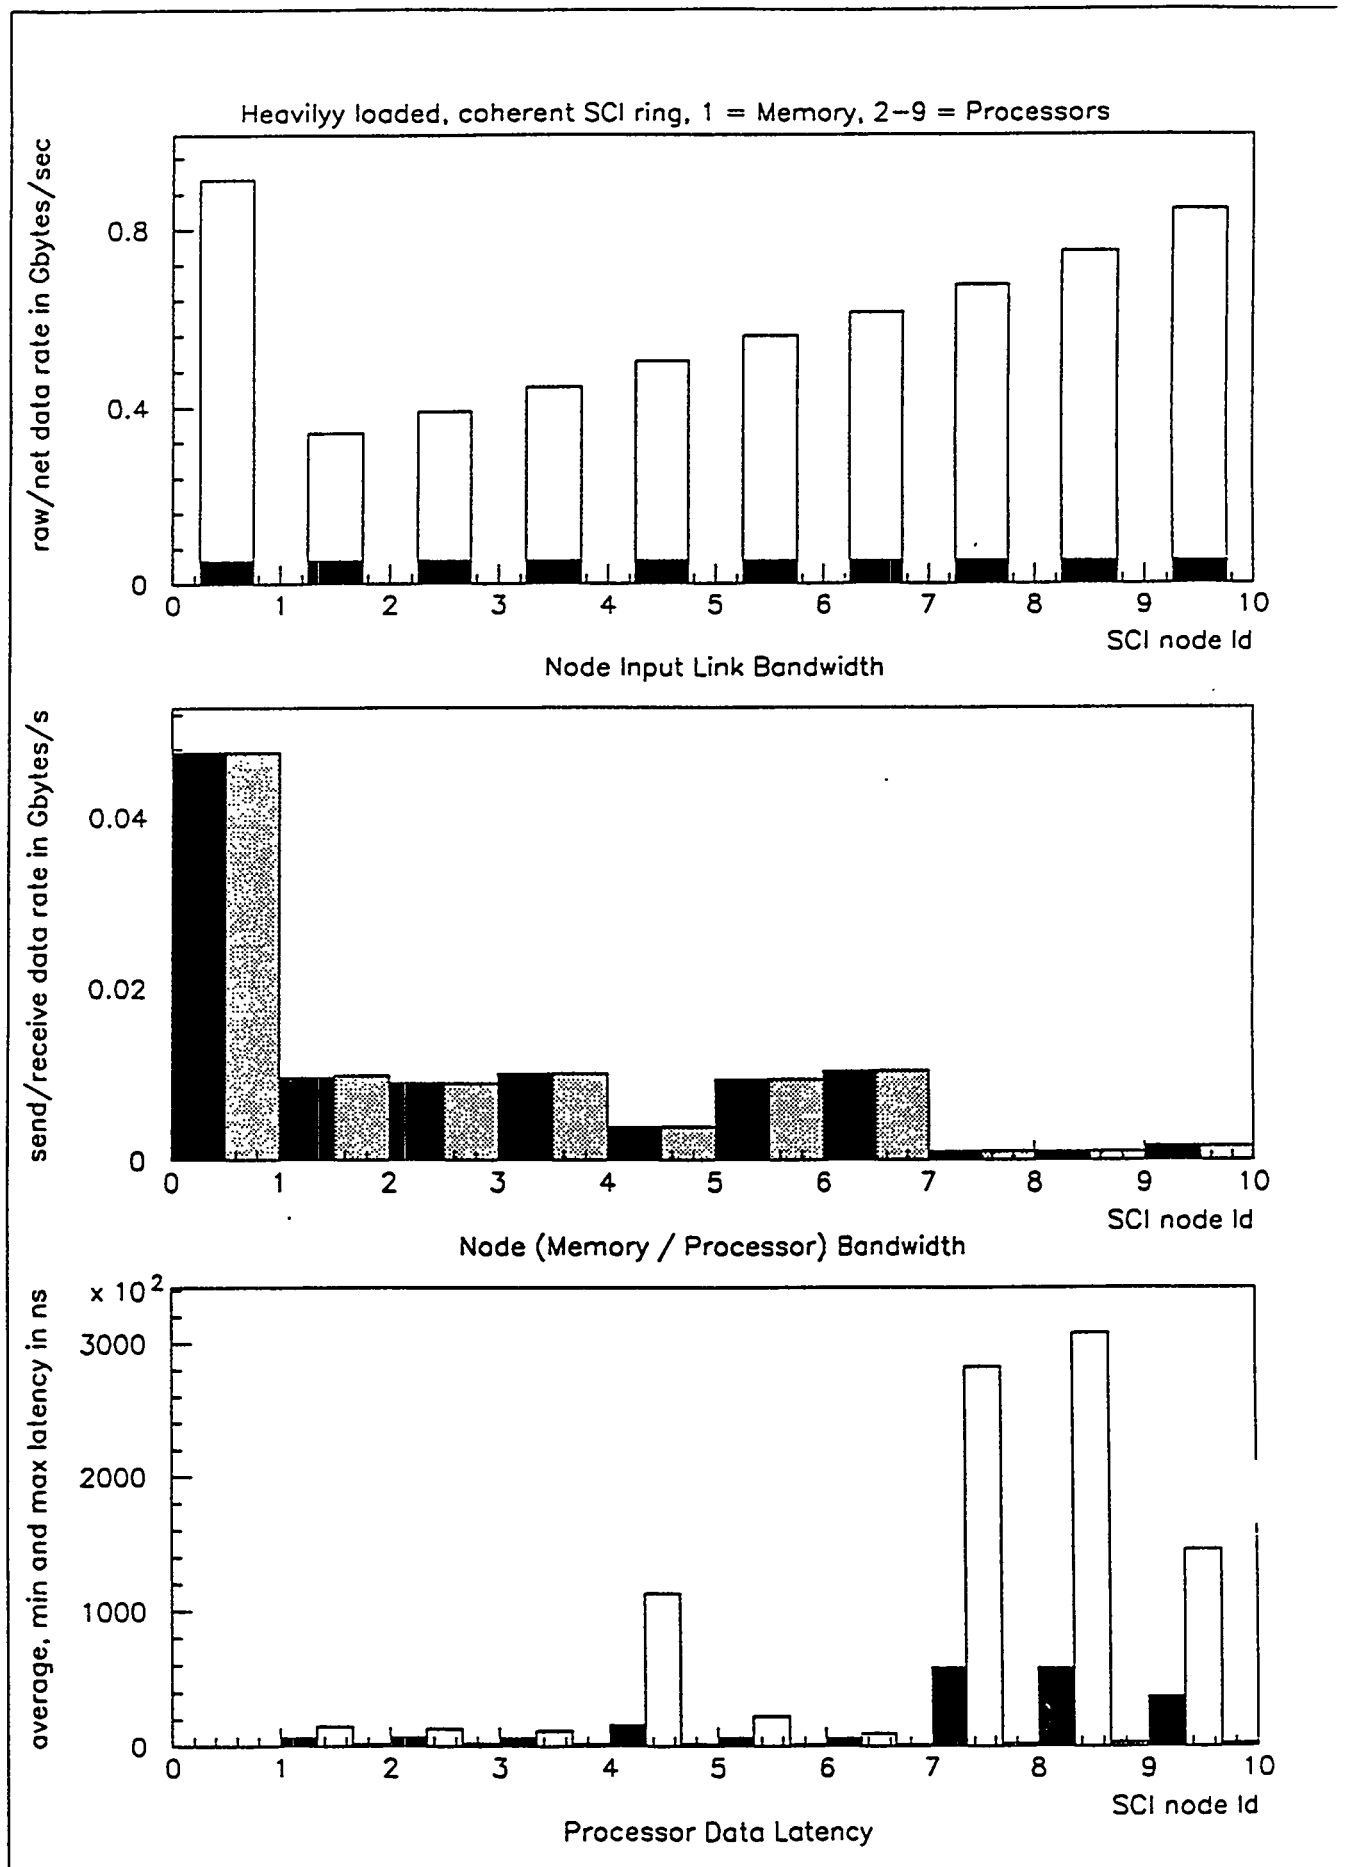 Heavilyy loaded, coherent SCI ring, 1 = Memory, 2-9 = Processors
raw/net data rate in Gbytes/sec
0.8
0.4
0
0 1 2 3 4 5 6 7 8 9 10
SCI node Id
Node Input Link Bandwidth
send/receive data rate in Gbytes/s
0.04
0.02
0
0 1 2 3 4 5 6 7 8 9 10
SCI node Id
Node (Memory / Processor) Bandwidth
average, min and max latency in ns
x 10²
3000
2000
1000
0
0 1 2 3 4 5 6 7 8 9 10
SCI node Id
Processor Data Latency